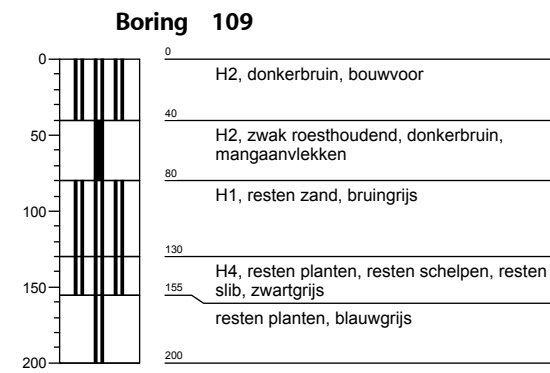 Boring 109
0
50
100
150
200
0
H2, donkerbruin, bouwvoor
40
H2, zwak roesthoudend, donkerbruin,
mangaanvlekken
80
H1, resten zand, bruingrijs
130
H4, resten planten, resten schelpen, resten
slib, zwartgrijs
155
resten planten, blauwgrijs
200